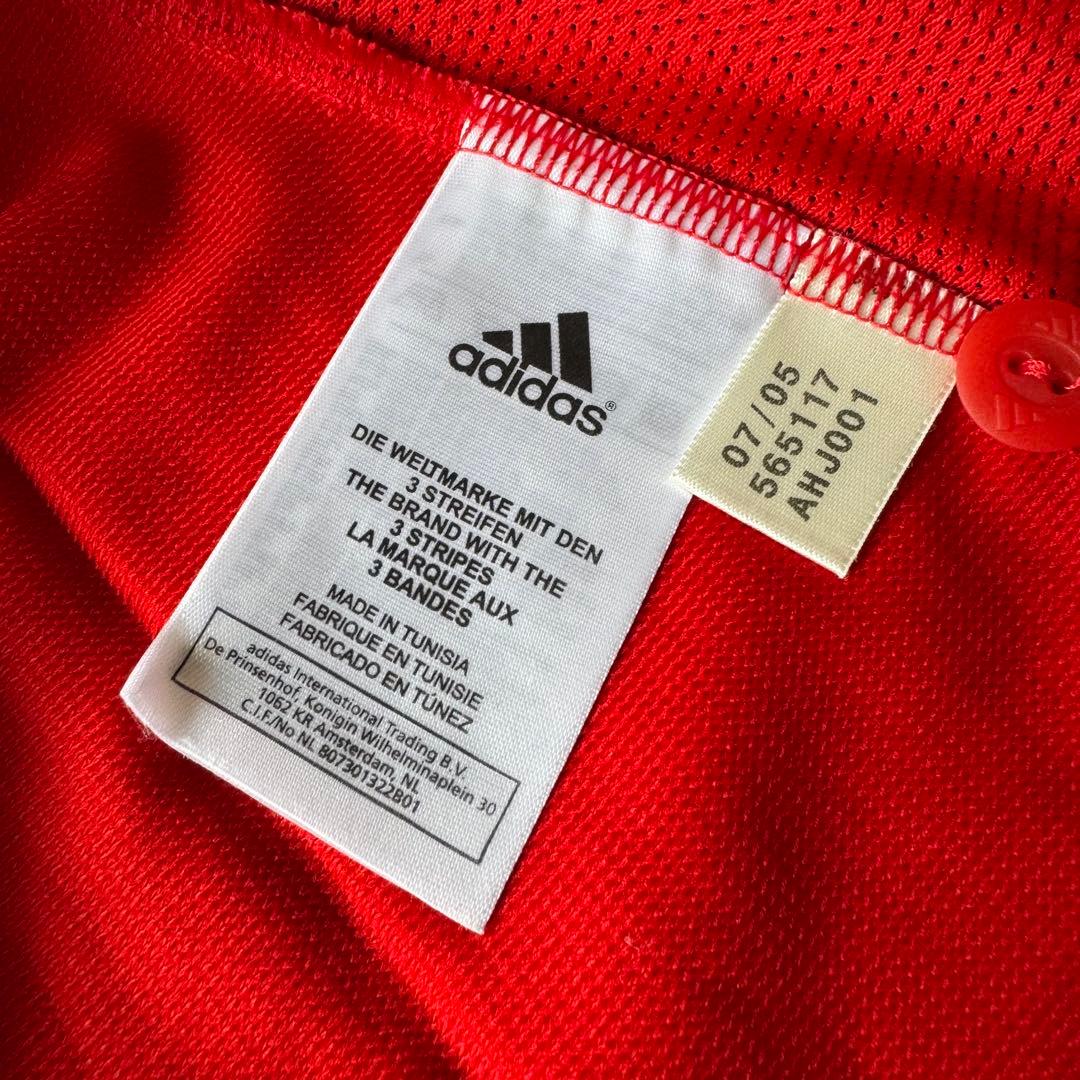 adidas®
DIE WELTMARKE MIT DEN
3 STREIFEN
THE BRAND WITH THE
3 STRIPES
LA MARQUE AUX
3 BANDES
MADE IN TUNISIA
FABRIQUE EN TUNISIE
FABRICADO EN TÚNEZ
adidas International Trading B.V.
De Prinsenhof, Konigin Wilhelminaplein 30
1062 KR Amsterdam, NL
C.I.F./No NL 807301322B01
07/05
565117
AHJ001